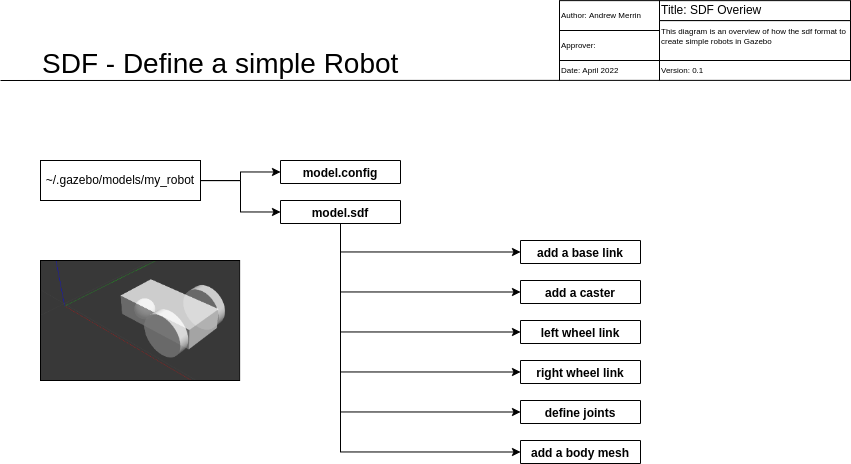 Author: Andrew Merrin
Title: SDF Overiew
This diagram is an overview of how the sdf format to
create simple robots in Gazebo
Approver:
Date: April 2022
Version: 0.1
SDF - Define a simple Robot
~/.gazebo/models/my_robot
model.config
model.sdf
add a base link
add a caster
left wheel link
right wheel link
define joints
add a body mesh